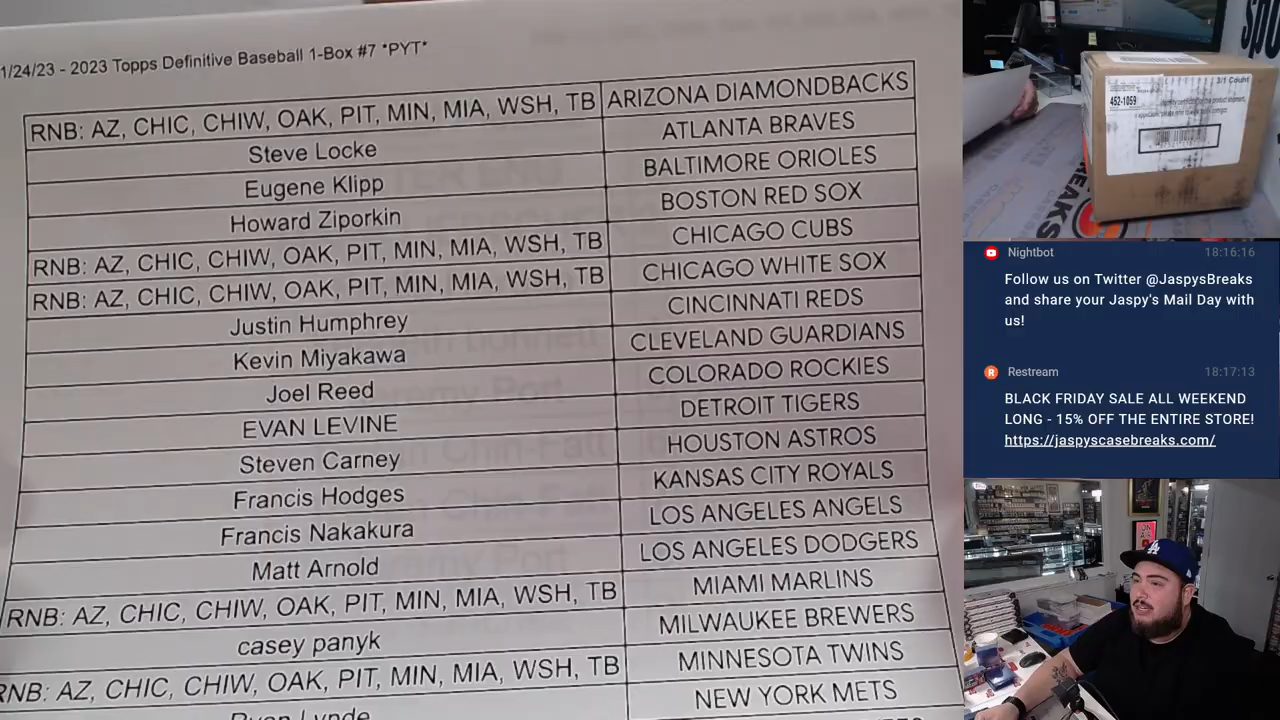 1/24/23 - 2023 Topps Definitive Baseball 1-Box #7 *PYT*
RNB: AZ, CHIC, CHIW, OAK, PIT, MIN, MIA, WSH, TB ARIZONA DIAMONDBACKS
Steve Locke ATLANTA BRAVES
Eugene Klipp BALTIMORE ORIOLES
Howard Ziporkin BOSTON RED SOX
RNB: AZ, CHIC, CHIW, OAK, PIT, MIN, MIA, WSH, TB CHICAGO CUBS
RNB: AZ, CHIC, CHIW, OAK, PIT, MIN, MIA, WSH, TB CHICAGO WHITE SOX
Justin Humphrey CINCINNATI REDS
Kevin Miyakawa CLEVELAND GUARDIANS
Joel Reed COLORADO ROCKIES
EVAN LEVINE DETROIT TIGERS
Steven Carney HOUSTON ASTROS
Francis Hodges KANSAS CITY ROYALS
Francis Nakakura LOS ANGELES ANGELS
Matt Arnold LOS ANGELES DODGERS
RNB: AZ, CHIC, CHIW, OAK, PIT, MIN, MIA, WSH, TB MIAMI MARLINS
casey panyk MILWAUKEE BREWERS
RNB: AZ, CHIC, CHIW, OAK, PIT, MIN, MIA, WSH, TB MINNESOTA TWINS
Ryan Lynde NEW YORK METS
3/1 Count
452-1069
Nightbot 18:16:16
Follow us on Twitter @JaspysBreaks
and share your Jaspy's Mail Day with
us!
Restream 18:17:13
BLACK FRIDAY SALE ALL WEEKEND
LONG - 15% OFF THE ENTIRE STORE!
https://jaspyscasebreaks.com/